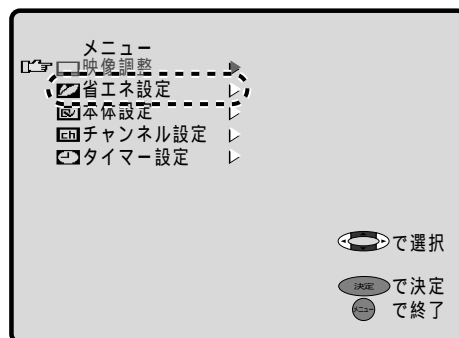 メニュー
映像調整
省エネ設定
本体設定
ch チャンネル設定
タイマー設定
で選択
決定 で決定
メニュー で終了